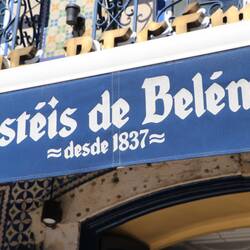 stéis de Belém
≈desde 1837≈